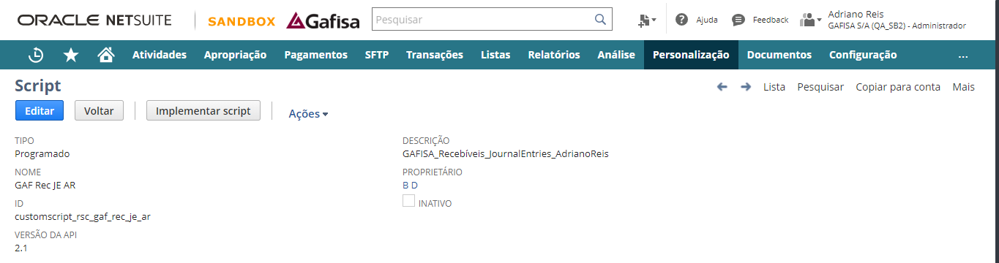 ORACLE NETSUITE SANDBOX Gafisa Pesquisar Ajuda Feedback Adriano Reis
GAFISA S/A (QA_SB2) - Administrador
Atividades Apropriação Pagamentos SFTP Transações Listas Relatórios Análise Personalização Documentos Configuração ...
Script
Lista Pesquisar Copiar para conta Mais
Editar Voltar Implementar script Ações
TIPO
Programado
NOME
GAF Rec JE AR
ID
customscript_rsc_gaf_rec_je_ar
VERSÃO DA API
2.1
DESCRIÇÃO
GAFISA_Recebíveis_JournalEntries_AdrianoReis
PROPRIETÁRIO
B D
INATIVO